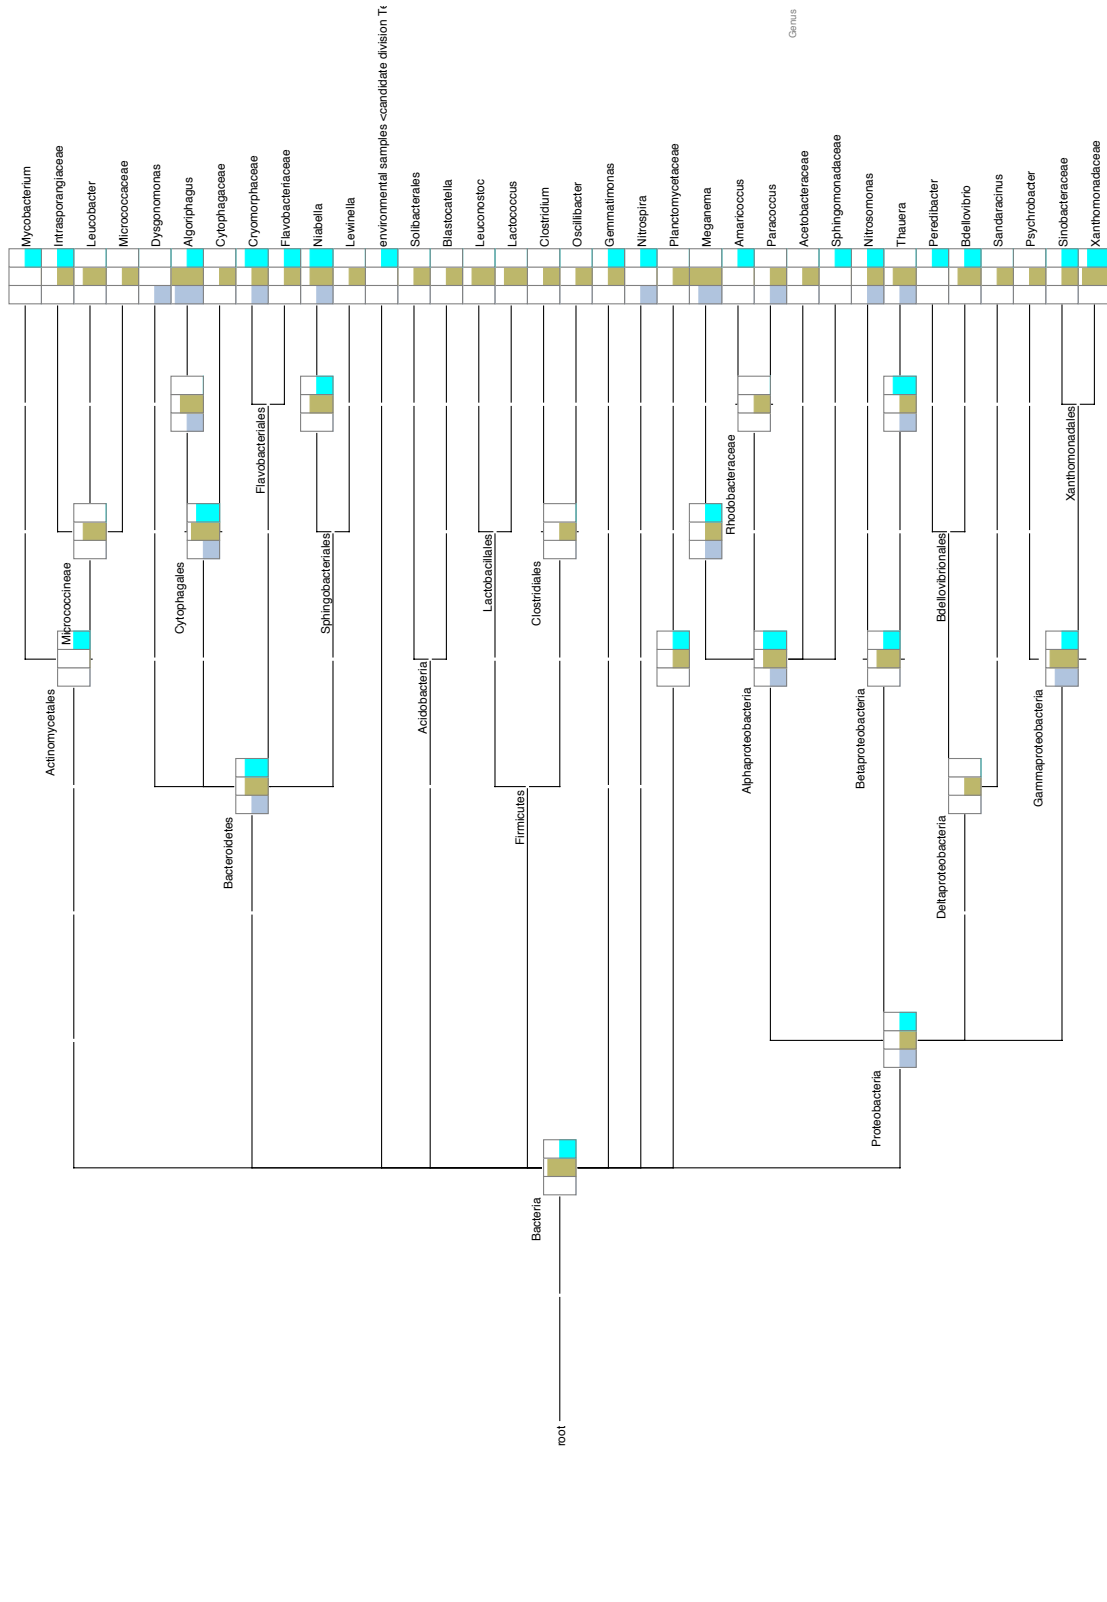 Genus
Mycobacterium
Intrasporangiaceae
Leucobacter
Micrococcaceae
Dysgonomonas
Algoriphagus
Cytophagaceae
Cryomorphaceae
Flavobacteriaceae
Niabella
Lewinella
environmental samples <candidate division Te
Solibacterales
Blastocatella
Leuconostoc
Lactococcus
Clostridium
Oscillibacter
Gemmatimonas
Nitrospira
Planctomycetaceae
Meganema
Amaricoccus
Paracoccus
Acetobacteraceae
Sphingomonadaceae
Nitrosomonas
Thauera
Peredibacter
Bdellovibrio
Sandaracinus
Psychrobacter
Sinobacteraceae
Xanthomonadaceae
Flavobacteriales
Rhodobacteraceae
Xanthomonadales
Micrococcineae
Cytophagales
Sphingobacteriales
Lactobacillales
Clostridiales
Bdellovibrionales
Actinomycetales
Acidobacteria
Alphaproteobacteria
Betaproteobacteria
Gammaproteobacteria
Bacteroidetes
Firmicutes
Deltaproteobacteria
Proteobacteria
Bacteria
root